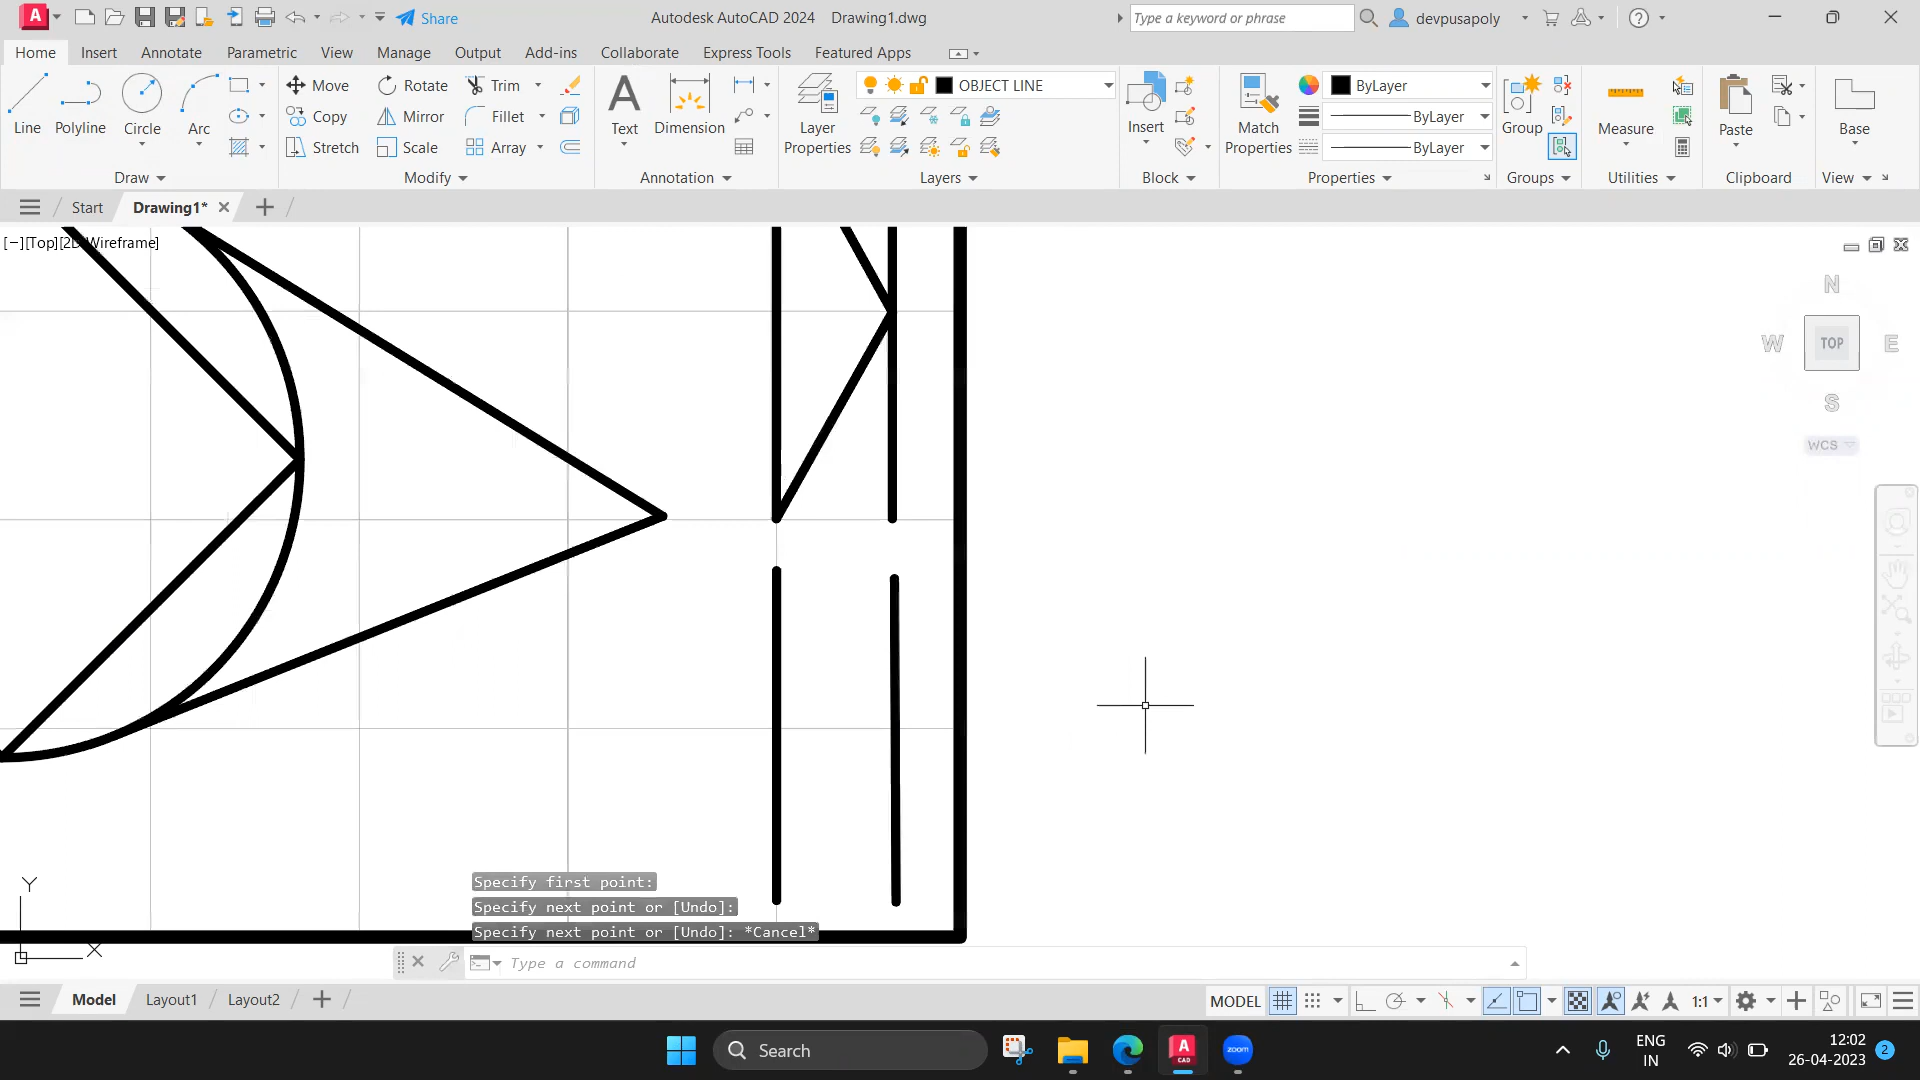 Share
Autodesk AutoCAD 2024 Drawing1.dwg
Type a keyword or phrase
devpusapoly
Home Insert Annotate Parametric View Manage Output Add-ins Collaborate Express Tools Featured Apps
Line Polyline Circle Arc
Draw
Move Rotate Trim
Copy Mirror Fillet
Stretch Scale Array
Modify
Text Dimension
Annotation
Layer Properties
OBJECT LINE
Layers
Insert
Block
Match Properties
ByLayer
ByLayer
ByLayer
Properties
Group
Groups
Measure
Utilities
Paste
Clipboard
Base
View
Start Drawing1*
[−][Top][2D Wireframe]
N
W TOP E
S
WCS
Y
X
Specify first point:
Specify next point or [Undo]:
Specify next point or [Undo]: *Cancel*
Type a command
Model Layout1 Layout2
MODEL
1:1
Search
A
CAD
zoom
ENG
IN
12:02
26-04-2023
2